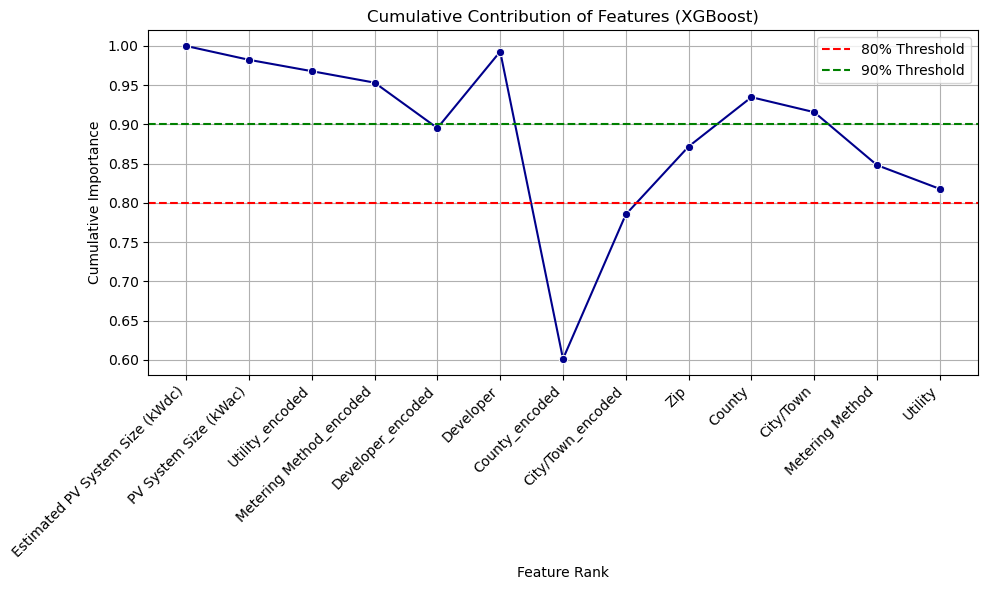 Cumulative Contribution of Features (XGBoost)
80% Threshold
90% Threshold
Cumulative Importance
1.00
0.95
0.90
0.85
0.80
0.75
0.70
0.65
0.60
Estimated PV System Size (kWdc)
PV System Size (kWac)
Utility_encoded
Metering Method_encoded
Developer_encoded
Developer
County_encoded
City/Town_encoded
Zip
County
City/Town
Metering Method
Utility
Feature Rank